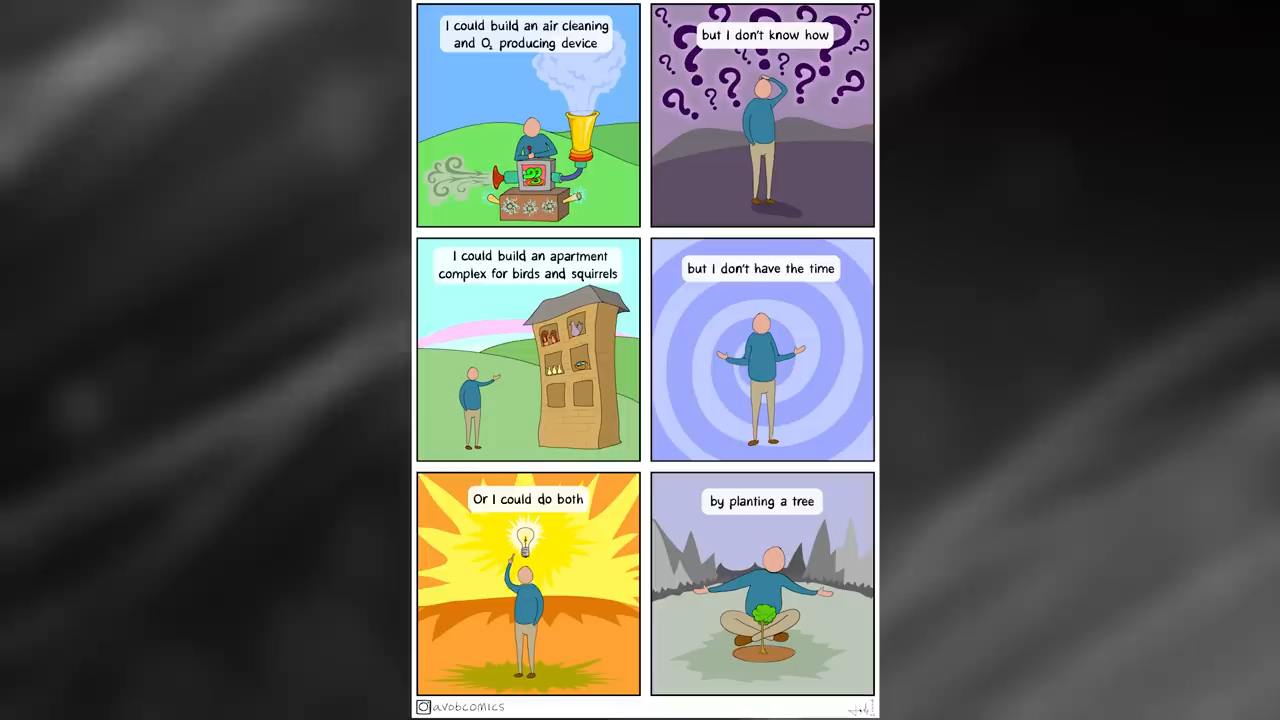 I could build an air cleaning
and O₂ producing device
but I don't know how
I could build an apartment
complex for birds and squirrels
but I don't have the time
Or I could do both
by planting a tree
avobcomics